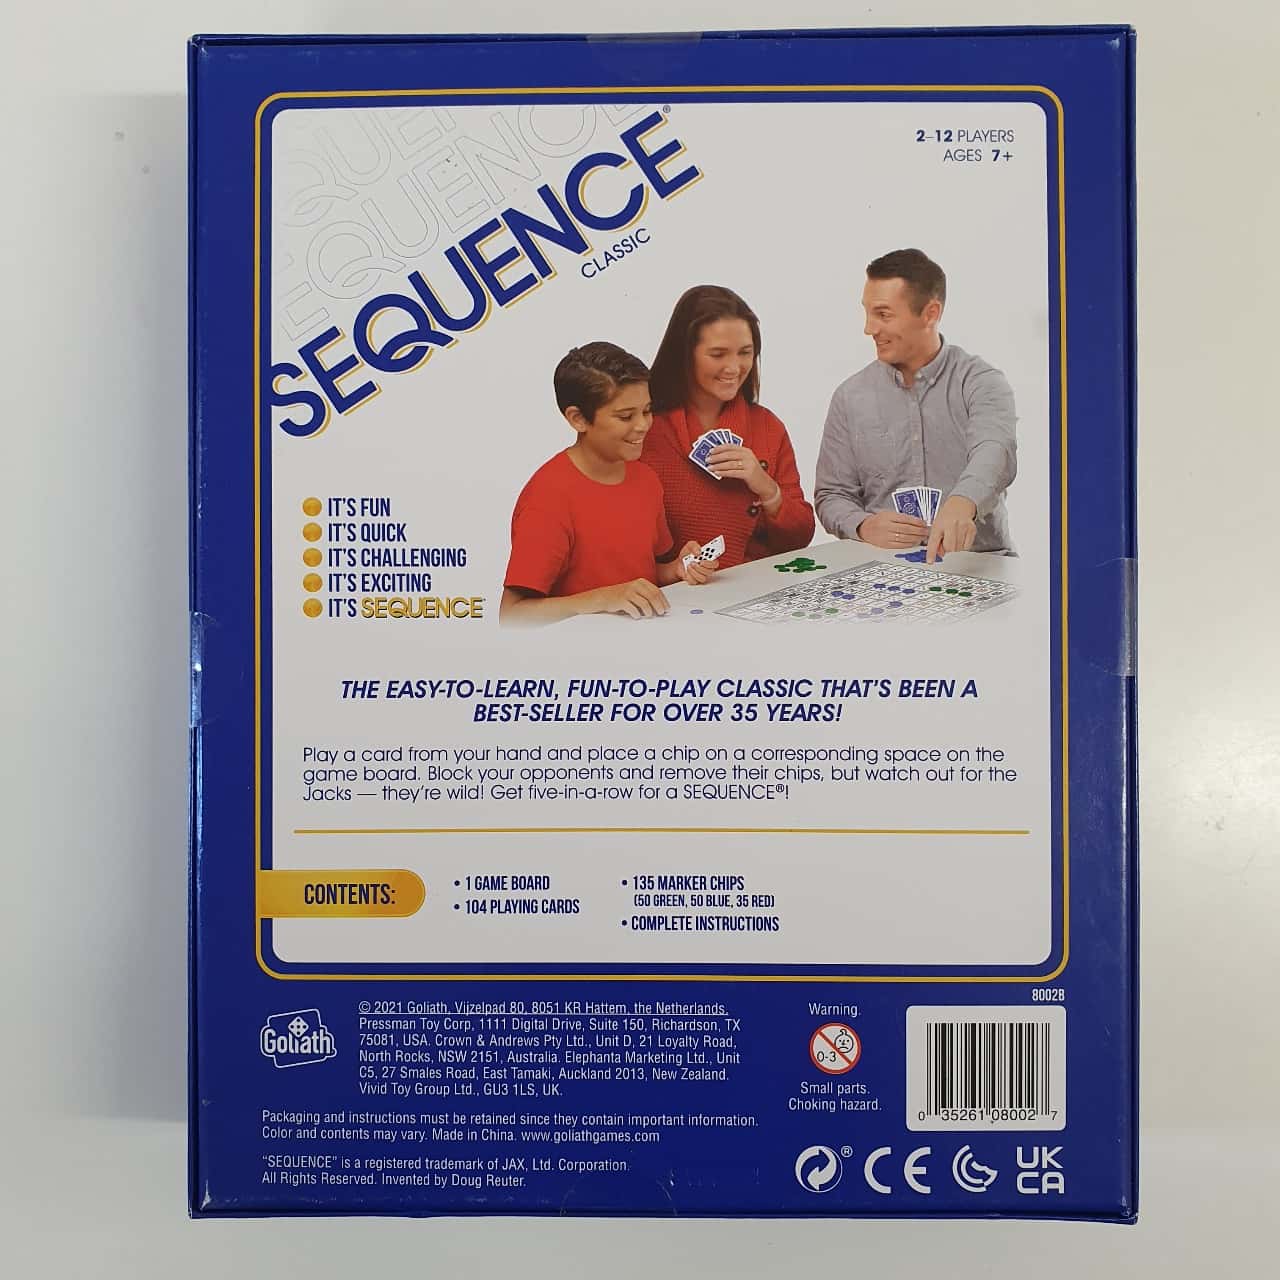 SEQUENCE
SEQUENCE®
CLASSIC
2–12 PLAYERS
AGES 7+
IT'S FUN
IT'S QUICK
IT'S CHALLENGING
IT'S EXCITING
IT'S SEQUENCE
THE EASY-TO-LEARN, FUN-TO-PLAY CLASSIC THAT'S BEEN A
BEST-SELLER FOR OVER 35 YEARS!
Play a card from your hand and place a chip on a corresponding space on the
game board. Block your opponents and remove their chips, but watch out for the
Jacks — they're wild! Get five-in-a-row for a SEQUENCE®!
CONTENTS:
• 1 GAME BOARD
• 104 PLAYING CARDS
• 135 MARKER CHIPS
(50 GREEN, 50 BLUE, 35 RED)
• COMPLETE INSTRUCTIONS
8002B
Goliath
© 2021 Goliath, Vijzelpad 80, 8051 KR Hattem, the Netherlands.
Pressman Toy Corp, 1111 Digital Drive, Suite 150, Richardson, TX
75081, USA. Crown & Andrews Pty Ltd., Unit D, 21 Loyalty Road,
North Rocks, NSW 2151, Australia. Elephanta Marketing Ltd., Unit
C5, 27 Smales Road, East Tamaki, Auckland 2013, New Zealand.
Vivid Toy Group Ltd., GU3 1LS, UK.
Packaging and instructions must be retained since they contain important information.
Color and contents may vary. Made in China. www.goliathgames.com
"SEQUENCE" is a registered trademark of JAX, Ltd. Corporation.
All Rights Reserved. Invented by Doug Reuter.
Warning.
0-3
Small parts.
Choking hazard.
0 35261 08002 7
® CE UK
CA